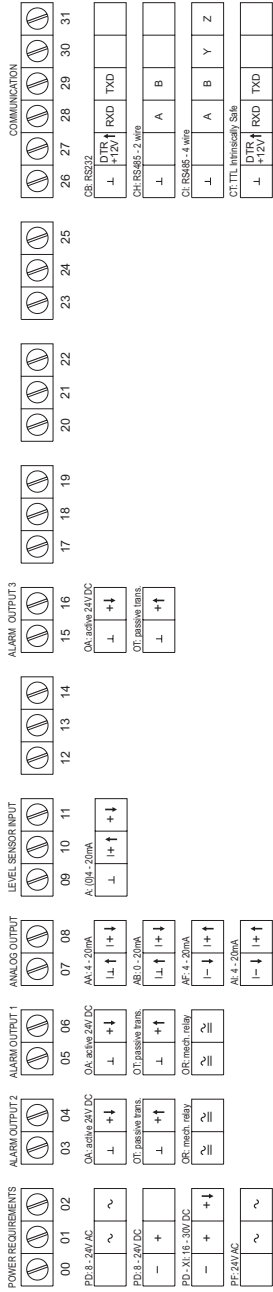 POWER REQUIREMENTS
00 01 02
PD: 8 - 24V AC
~ ~
PD: 8 - 24V DC
– +
PD - XI: 16 - 30V DC
– + +
PF: 24V AC
~ ~
ALARM OUTPUT 2
03 04
OA: active 24V DC
⊥ +
OT: passive trans.
⊥ +
OR: mech. relay
ALARM OUTPUT 1
05 06
OA: active 24V DC
⊥ +
OT: passive trans.
⊥ +
OR: mech. relay
ANALOG OUTPUT
07 08
AA: 4 - 20mA
I⊥ I+
AB: 0 - 20mA
I⊥ I+
AF: 4 - 20mA
I– I+
AI: 4 - 20mA
I– I+
LEVEL SENSOR INPUT
09 10 11
A: (0)4 - 20mA
⊥ I+ +
12 13 14
ALARM OUTPUT 3
15 16
OA: active 24V DC
⊥ +
OT: passive trans.
⊥ +
17 18 19
20 21 22
23 24 25
COMMUNICATION
26 27 28 29 30 31
CB: RS232
⊥ DTR +12V RXD TXD
CH: RS485 - 2 wire
⊥ A B
CI: RS485 - 4 wire
⊥ A B Y Z
CT: TTL Intrinsically Safe
⊥ DTR +12V RXD TXD